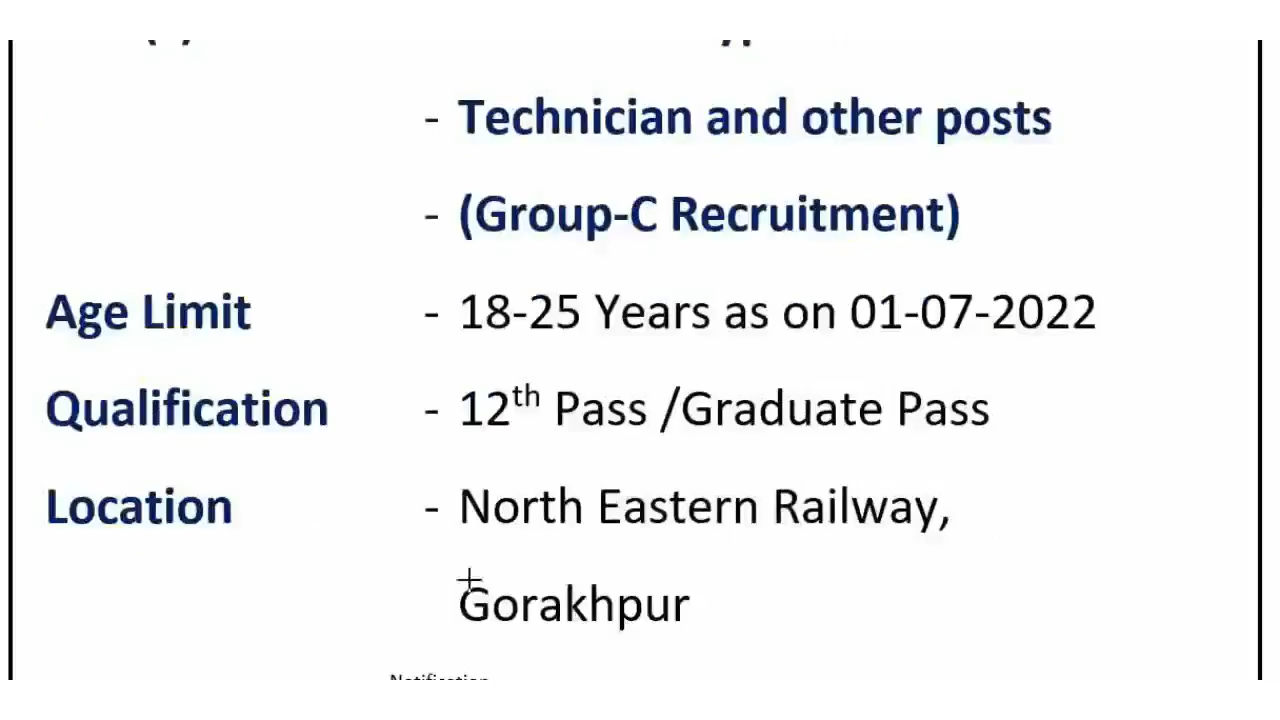 - Technician and other posts
- (Group-C Recruitment)
Age Limit - 18-25 Years as on 01-07-2022
Qualification - 12th Pass /Graduate Pass
Location - North Eastern Railway,
Gorakhpur
Notification